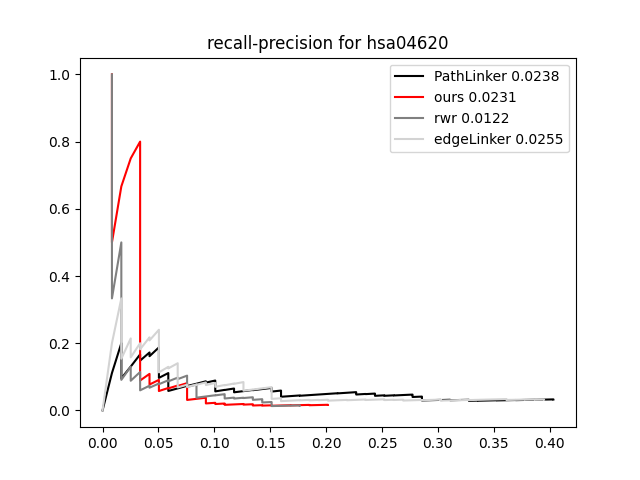 recall-precision for hsa04620
PathLinker 0.0238
ours 0.0231
rwr 0.0122
edgeLinker 0.0255
1.0
0.8
0.6
0.4
0.2
0.0
0.00 0.05 0.10 0.15 0.20 0.25 0.30 0.35 0.40